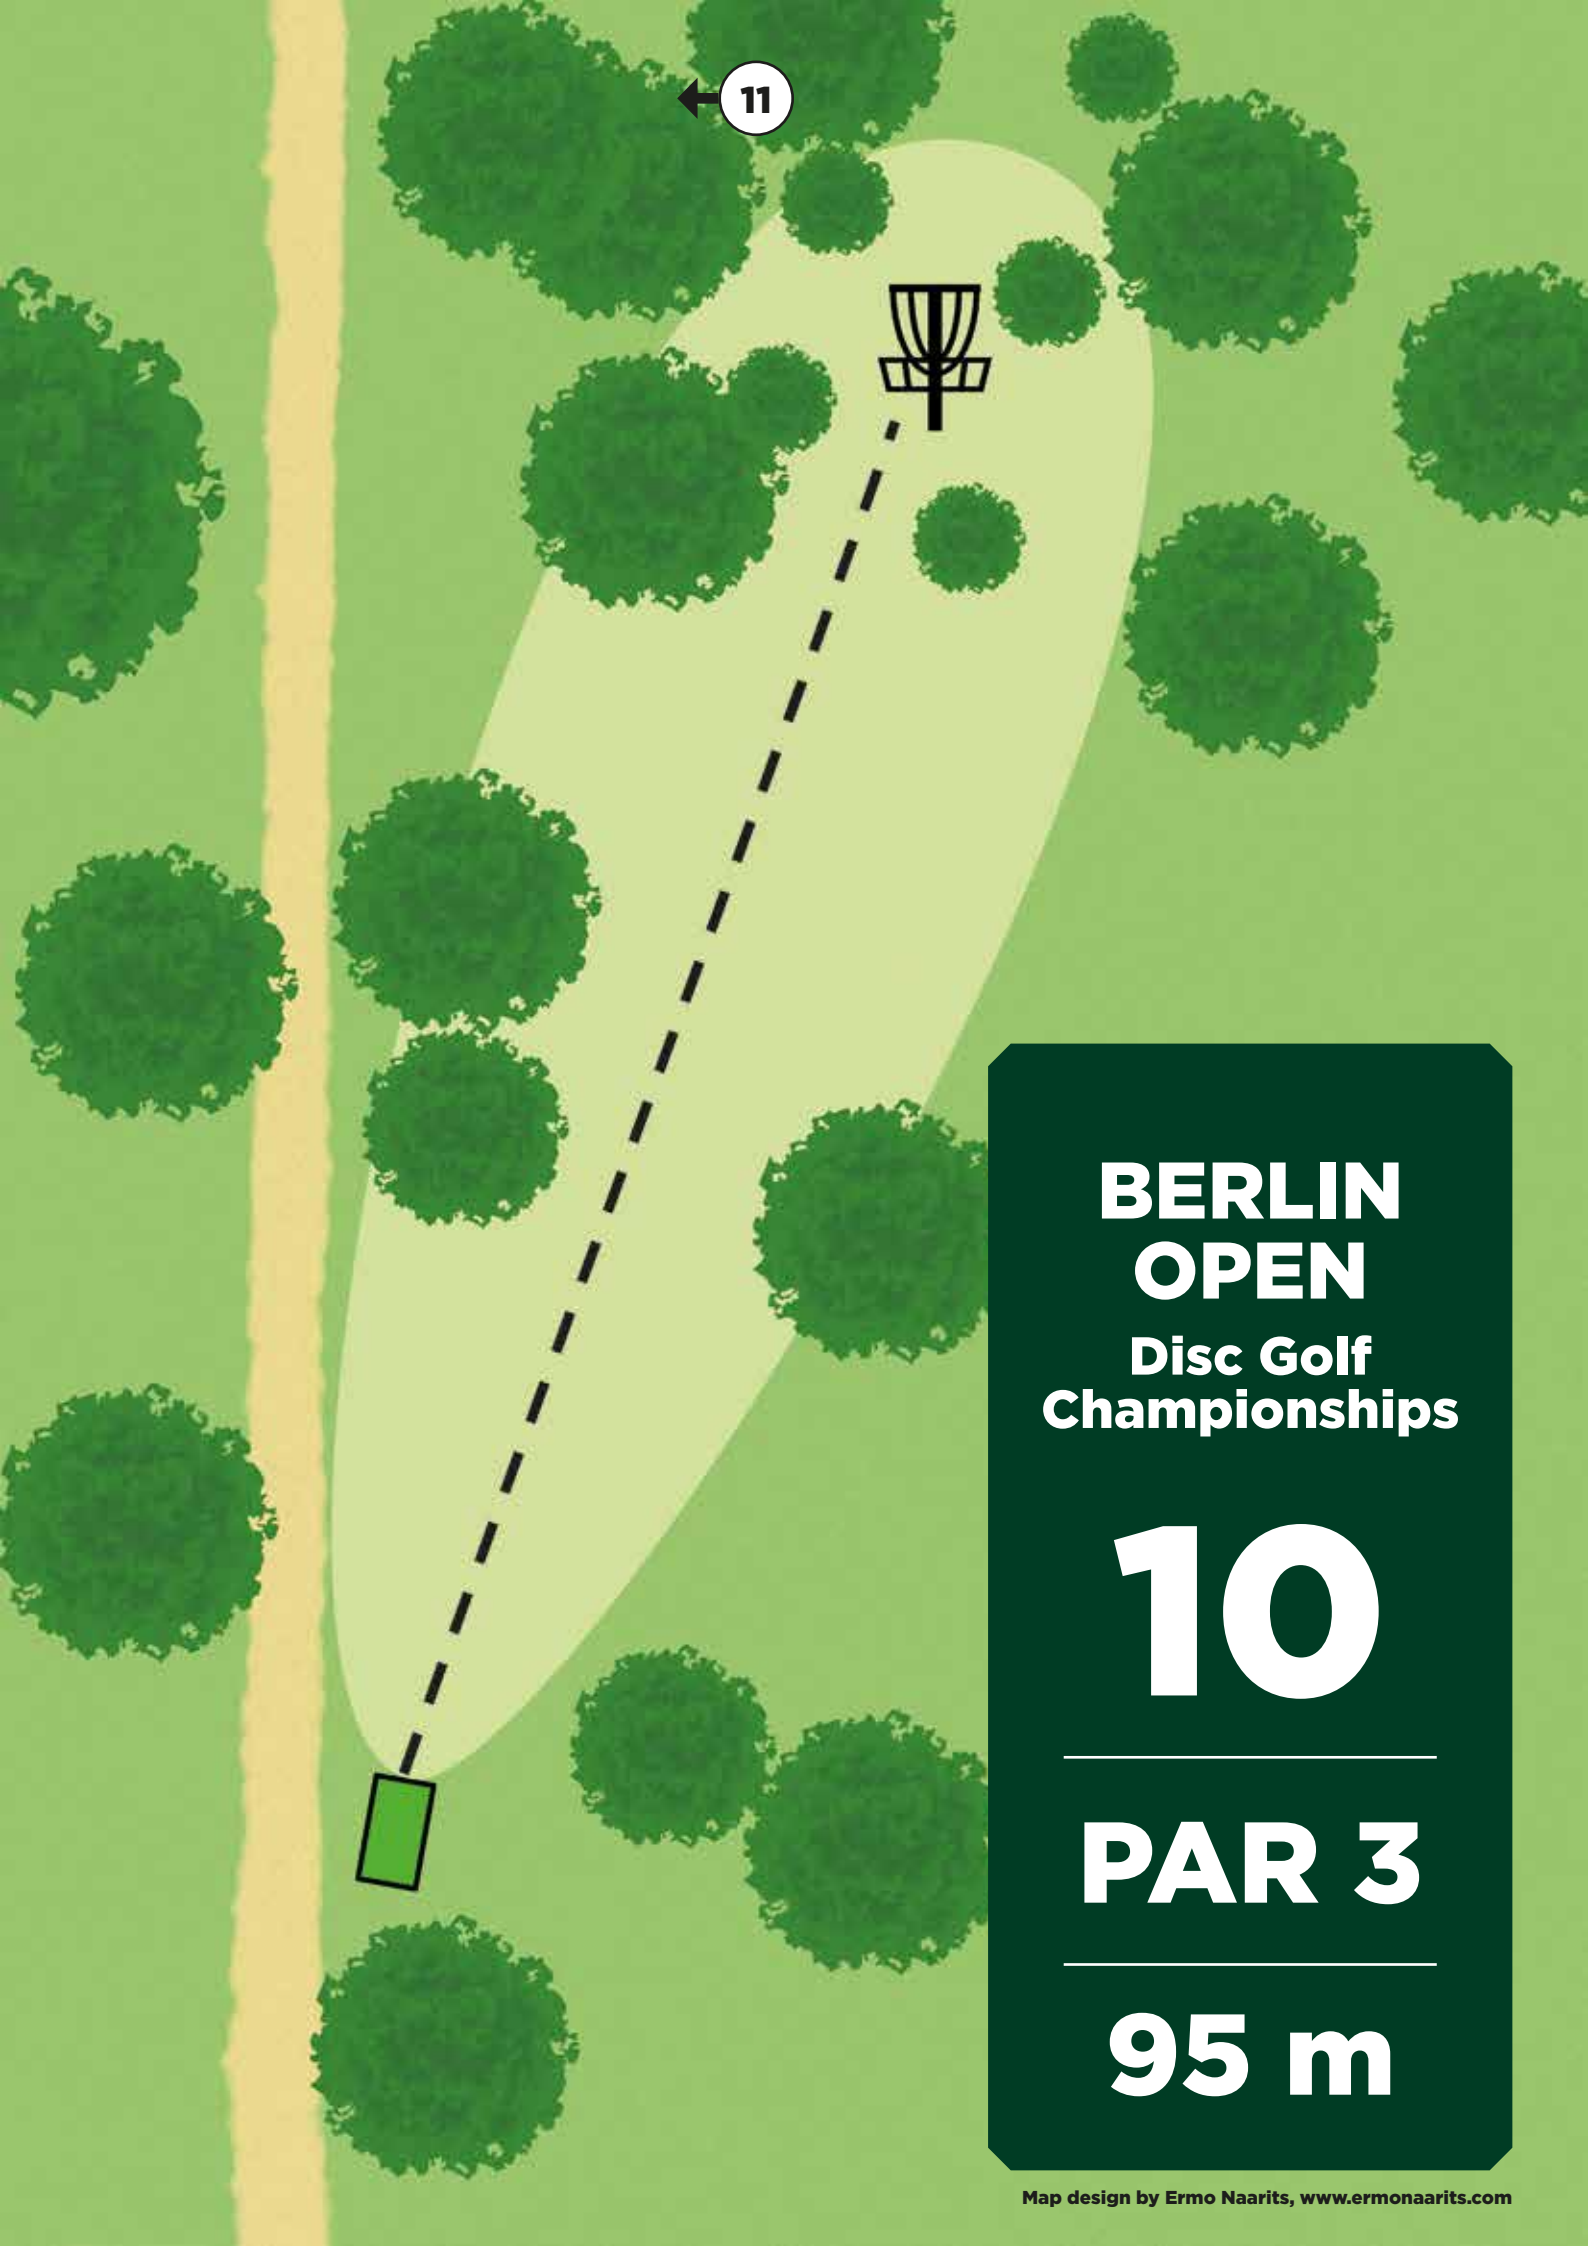 11
BERLIN
OPEN
Disc Golf
Championships
10
PAR 3
95 m
Map design by Ermo Naarits, www.ermonaarits.com